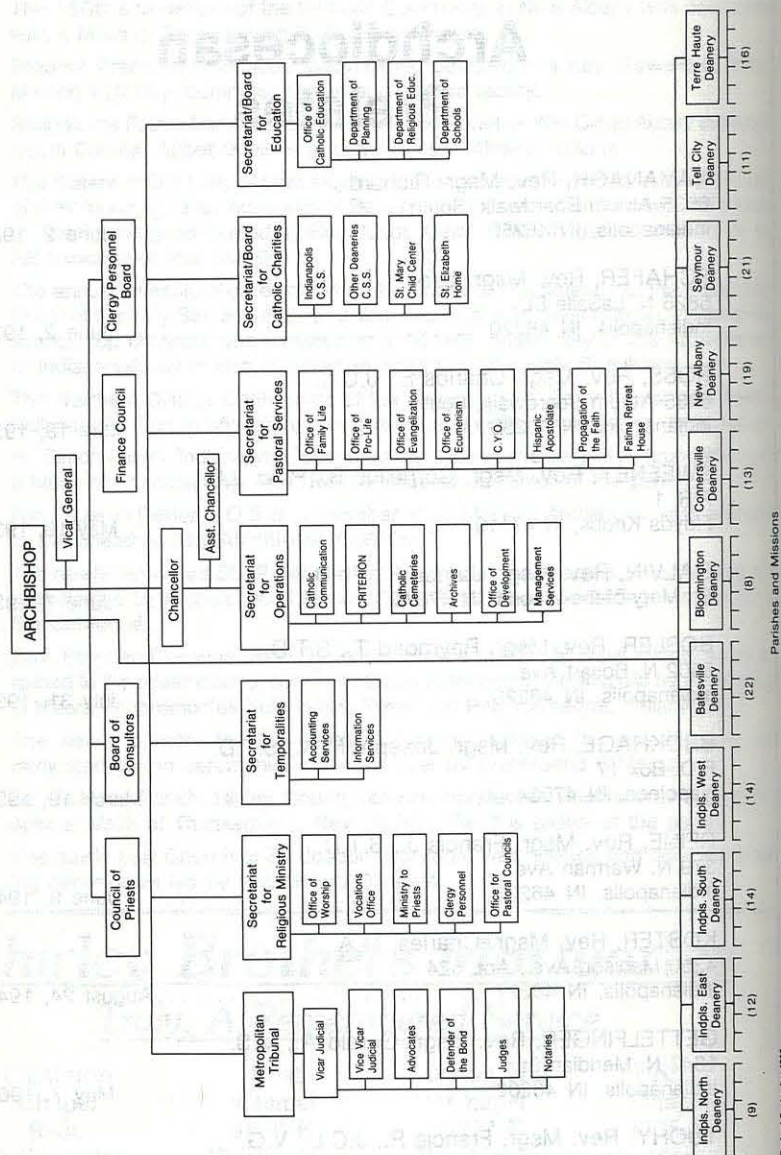 ARCHBISHOP
Vicar General
Council of
Priests
Board of
Consultors
Chancellor
Asst. Chancellor
Finance Council
Clergy Personnel
Board
Metropolitan
Tribunal
Vicar Judicial
Vice Vicar
Judicial
Advocates
Defender of
the Bond
Judges
Notaries
Secretariat
for
Religious Ministry
Office of
Worship
Vocations
Office
Ministry to
Priests
Clergy
Personnel
Office for
Pastoral Councils
Secretariat
for
Temporalities
Accounting
Services
Information
Services
Secretariat
for
Operations
Catholic
Communication
CRITERION
Catholic
Cemeteries
Archives
Office of
Development
Management
Services
Secretariat
for
Pastoral Services
Office of
Family Life
Office of
Pro-Life
Office of
Evangelization
Office of
Ecumenism
C.Y.O.
Hispanic
Apostolate
Propagation of
the Faith
Fatima Retreat
House
Secretariat/Board
for
Catholic Charities
Indianapolis
C.S.S.
Other Deaneries
C.S.S.
St. Mary
Child Center
St Elizabeth
Home
Secretariat/Board
for
Education
Office of
Catholic Education
Department of
Planning
Department of
Religious Educ.
Department of
Schools
Indpls. North
Deanery
(9)
Indpls. East
Deanery
(12)
Indpls. South
Deanery
(14)
Indpls. West
Deanery
(14)
Batesville
Deanery
(22)
Bloomington
Deanery
(8)
Connersville
Deanery
(13)
New Albany
Deanery
(19)
Seymour
Deanery
(21)
Tell City
Deanery
(11)
Terre Haute
Deanery
(16)
Parishes and Missions